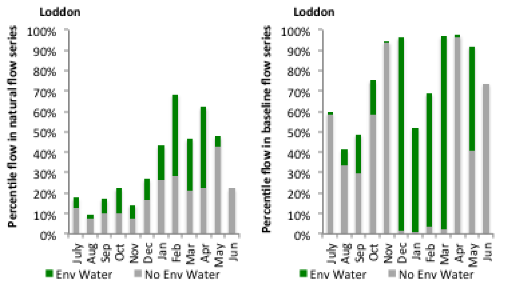 Loddon
Percentile flow in natural flow series
100%
90%
80%
70%
60%
50%
40%
30%
20%
10%
0%
July Aug Sep Oct Nov Dec Jan Feb Mar Apr May Jun
Env Water No Env Water
Loddon
Percentile flow in baseline flow series
100%
90%
80%
70%
60%
50%
40%
30%
20%
10%
0%
July Aug Sep Oct Nov Dec Jan Feb Mar Apr May Jun
Env Water No Env Water